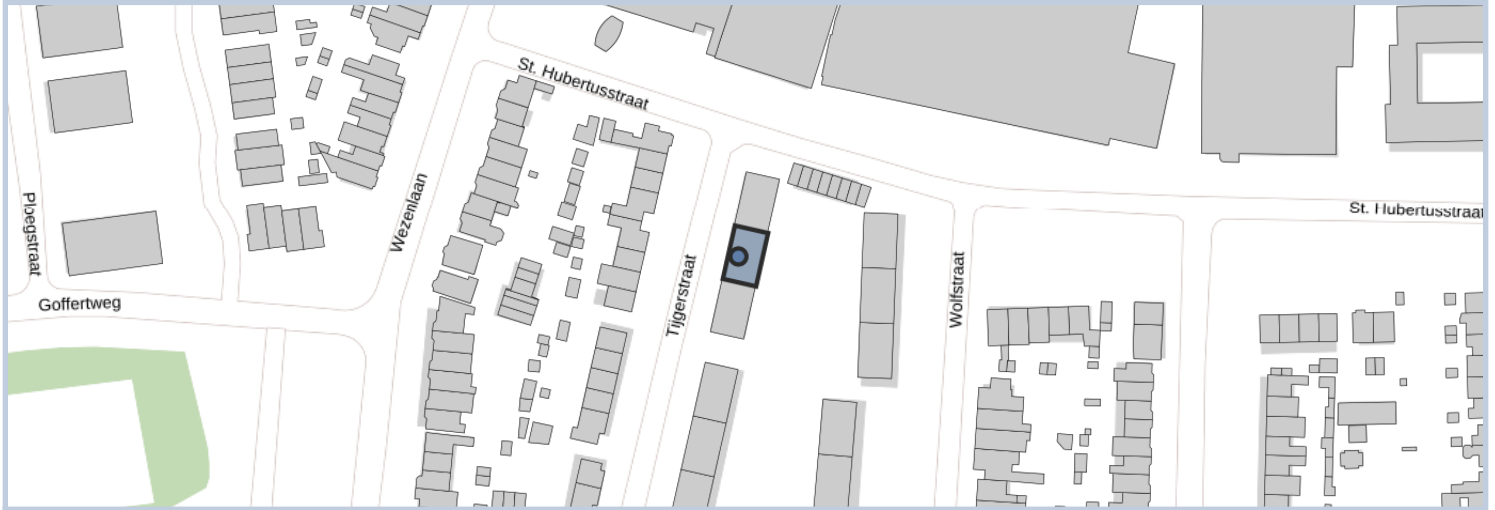 St. Hubertusstraat
St. Hubertusstraat
Ploegstraat
Wezenlaan
Goffertweg
Tijgerstraat
Wolfstraat